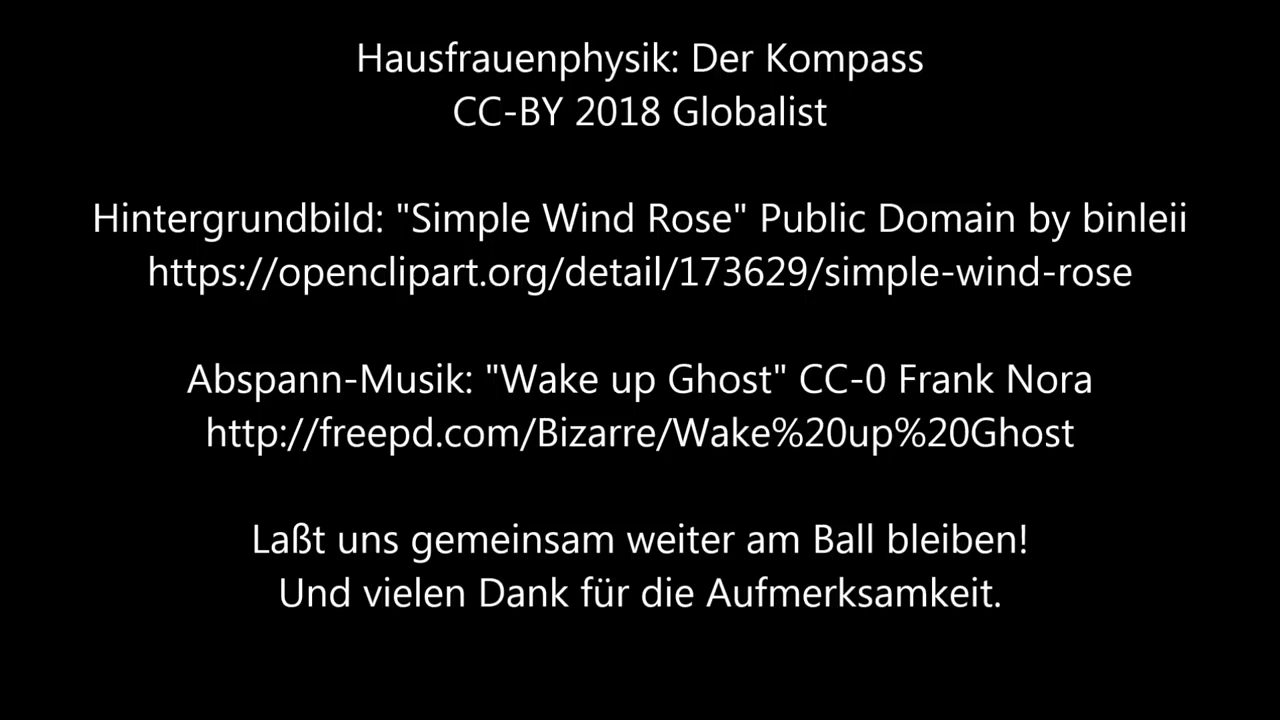 Hausfrauenphysik: Der Kompass
CC-BY 2018 Globalist
Hintergrundbild: "Simple Wind Rose" Public Domain by binleii
https://openclipart.org/detail/173629/simple-wind-rose
Abspann-Musik: "Wake up Ghost" CC-0 Frank Nora
http://freepd.com/Bizarre/Wake%20up%20Ghost
Laßt uns gemeinsam weiter am Ball bleiben!
Und vielen Dank für die Aufmerksamkeit.